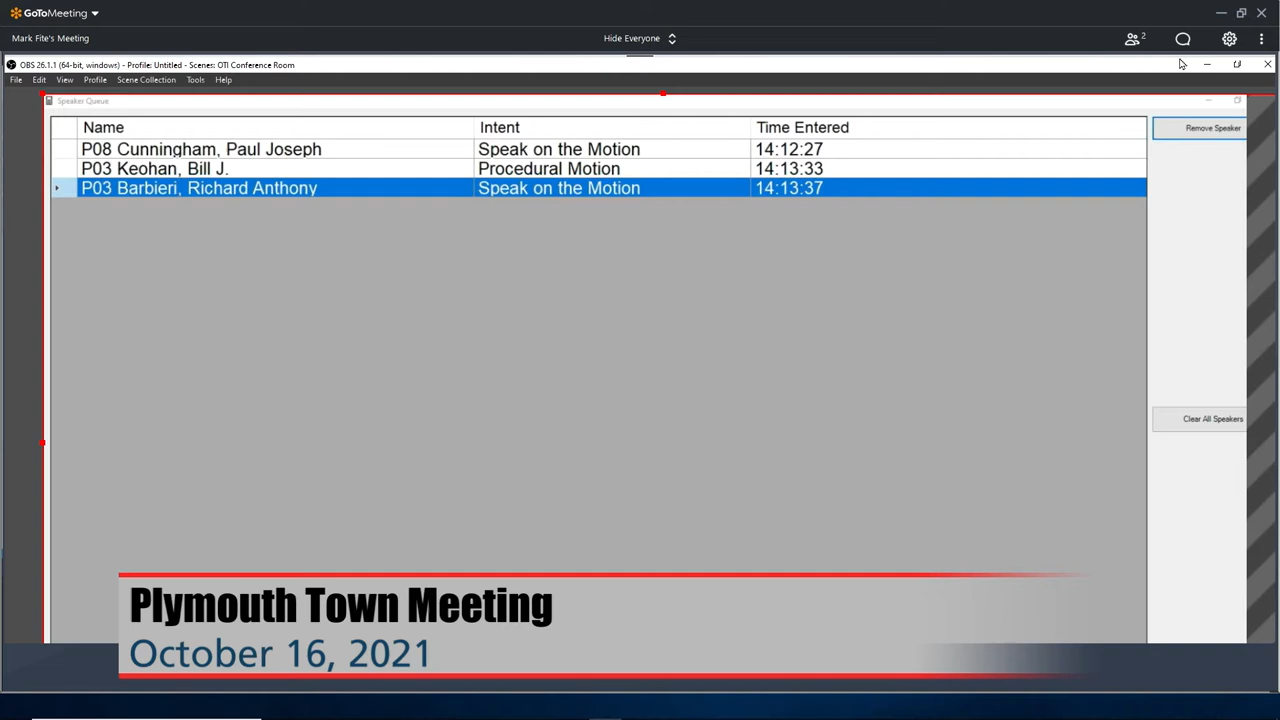 GoToMeeting
Mark Fite's Meeting
Hide Everyone
2
OBS 26.1.1 (64-bit, windows) - Profile: Untitled - Scenes: OTI Conference Room
File Edit View Profile Scene Collection Tools Help
Speaker Queue
Name Intent Time Entered
P08 Cunningham, Paul Joseph Speak on the Motion 14:12:27
P03 Keohan, Bill J. Procedural Motion 14:13:33
P03 Barbieri, Richard Anthony Speak on the Motion 14:13:37
Remove Speaker
Clear All Speakers
Plymouth Town Meeting
October 16, 2021